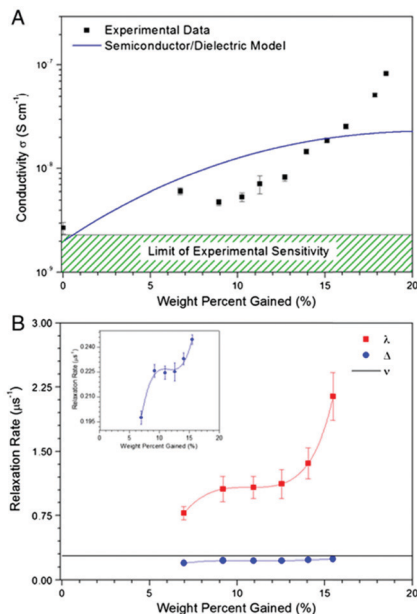 A
Experimental Data
Semiconductor/Dielectric Model
Conductivity σ (S cm⁻¹)
10⁻⁷
10⁻⁸
10⁻⁹
Limit of Experimental Sensitivity
0 5 10 15 20
Weight Percent Gained (%)
B
Relaxation Rate (μs⁻¹)
3.00
2.25
1.50
0.75
0.00
λ
Δ
ν
Relaxation Rate (μs⁻¹)
0.240
0.225
0.210
0.195
0 5 10 15 20
Weight Percent Gained (%)
0 5 10 15 20
Weight Percent Gained (%)